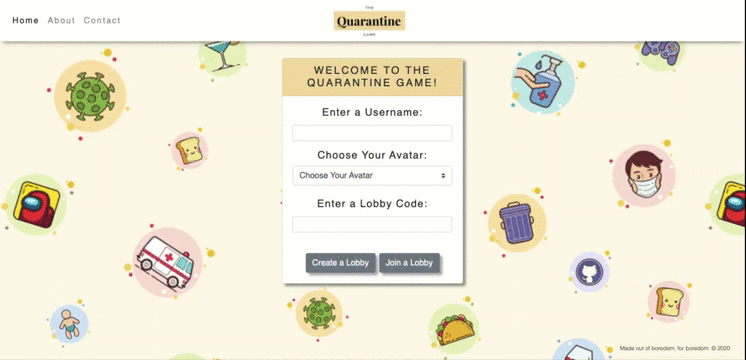 Home About Contact
THE
Quarantine
GAME
WELCOME TO THE
QUARANTINE GAME!
Enter a Username:
Choose Your Avatar:
Choose Your Avatar
Enter a Lobby Code:
Create a Lobby Join a Lobby
Made out of boredom, for boredom. © 2020